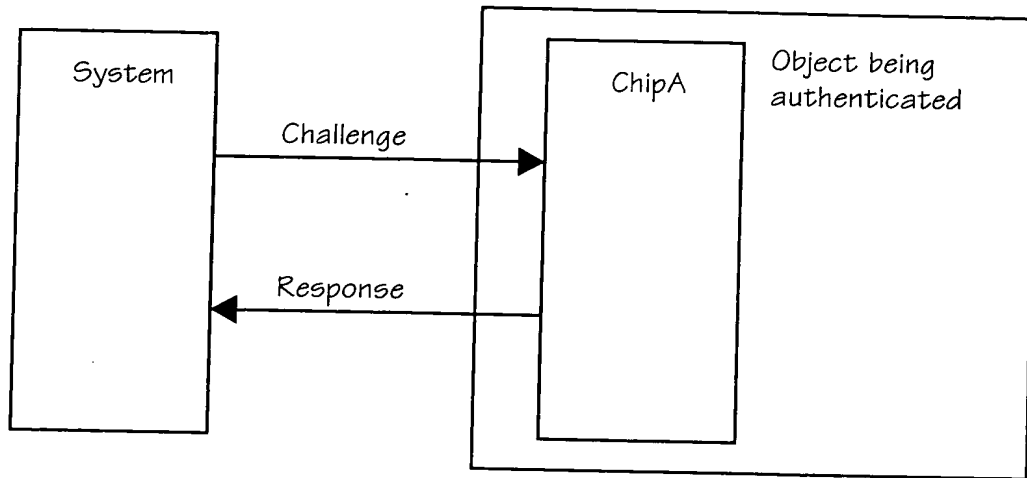 System
ChipA
Object being
authenticated
Challenge
Response